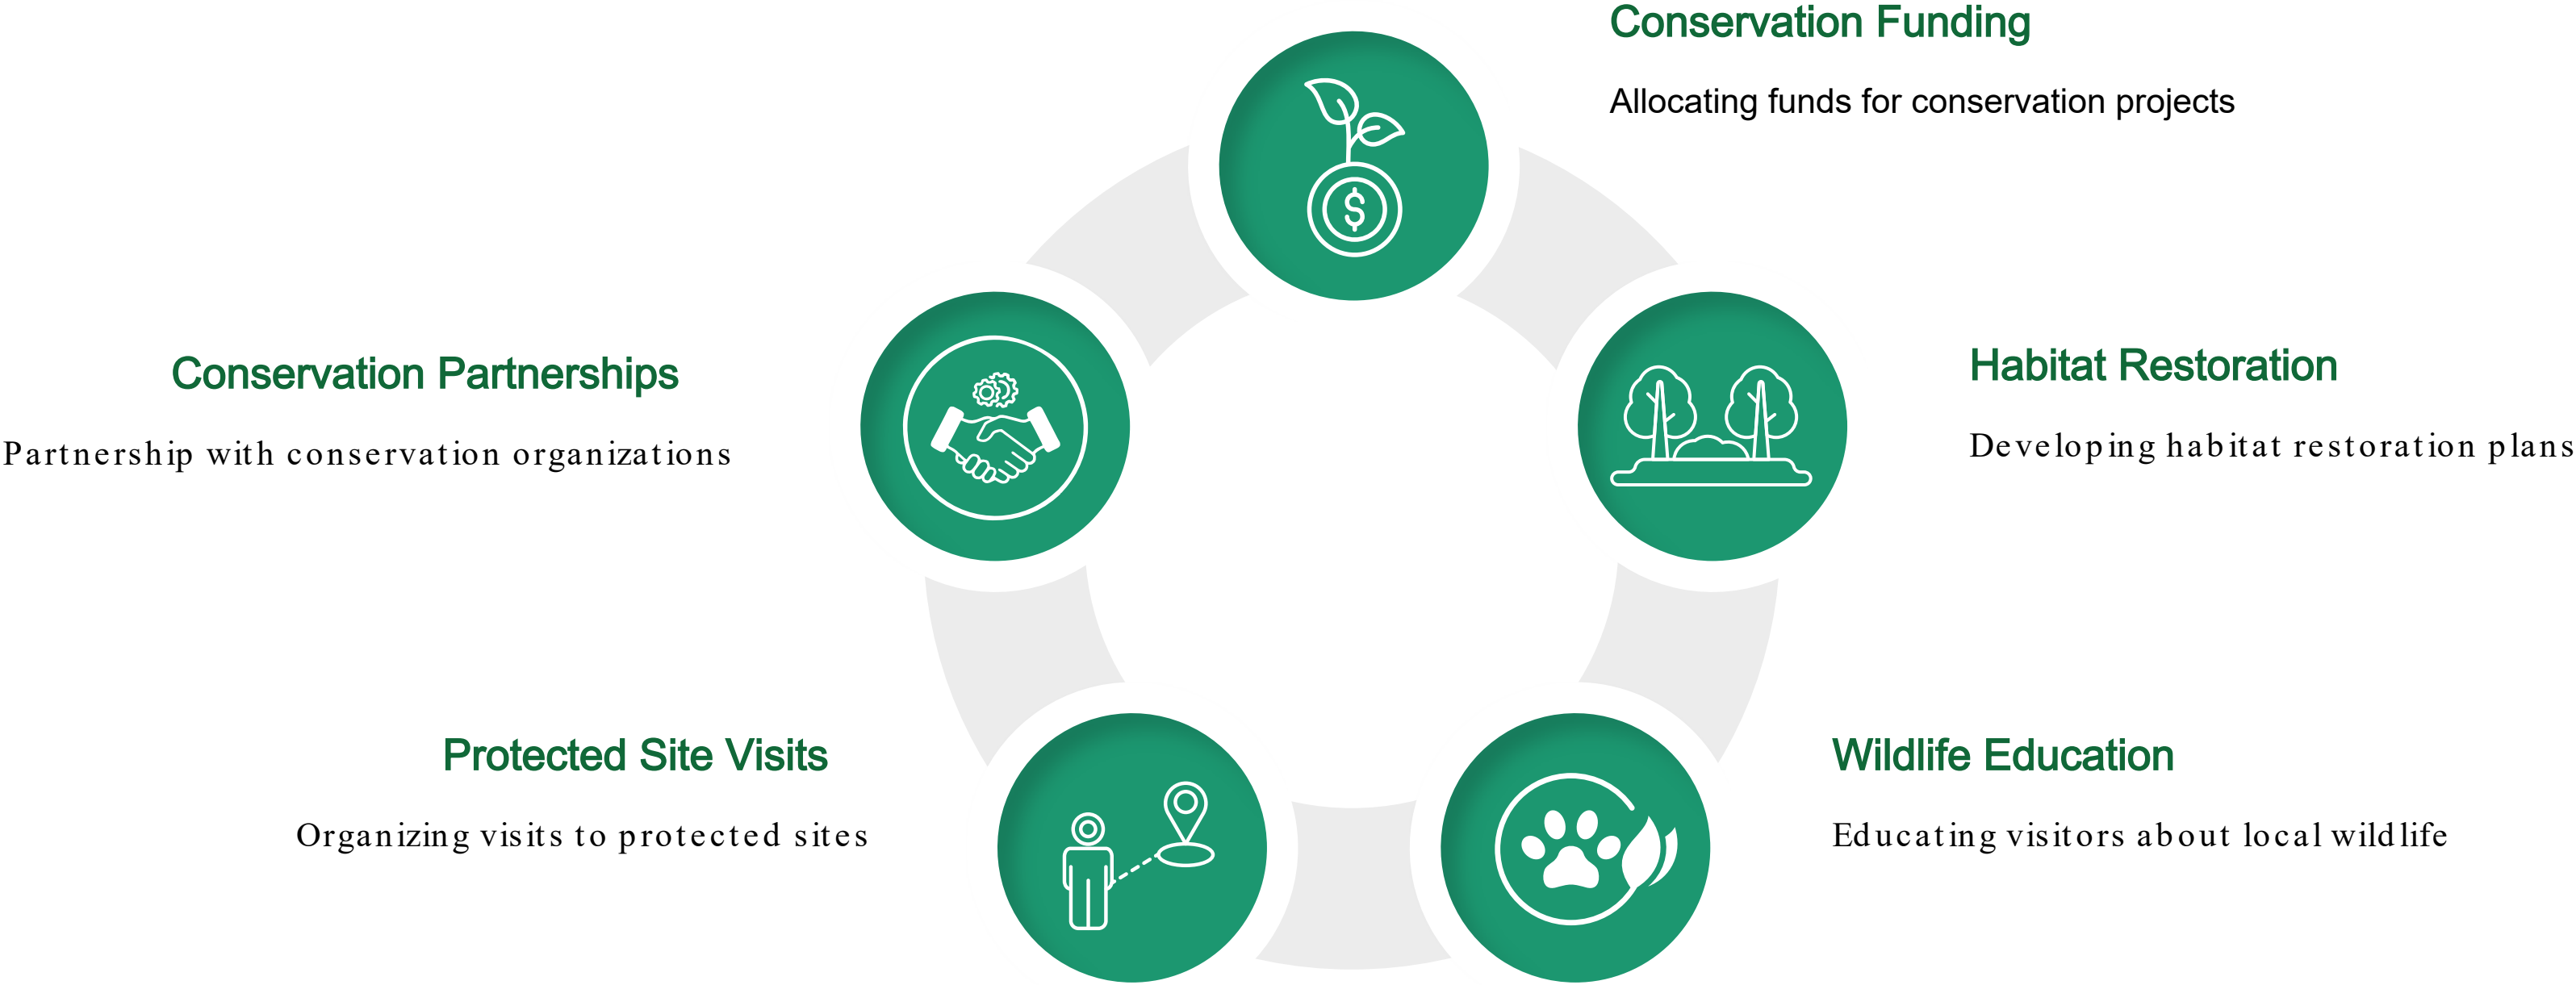 Conservation Funding
Allocating funds for conservation projects
Habitat Restoration
Developing habitat restoration plans
Wildlife Education
Educating visitors about local wildlife
Protected Site Visits
Organizing visits to protected sites
Conservation Partnerships
Partnership with conservation organizations
$